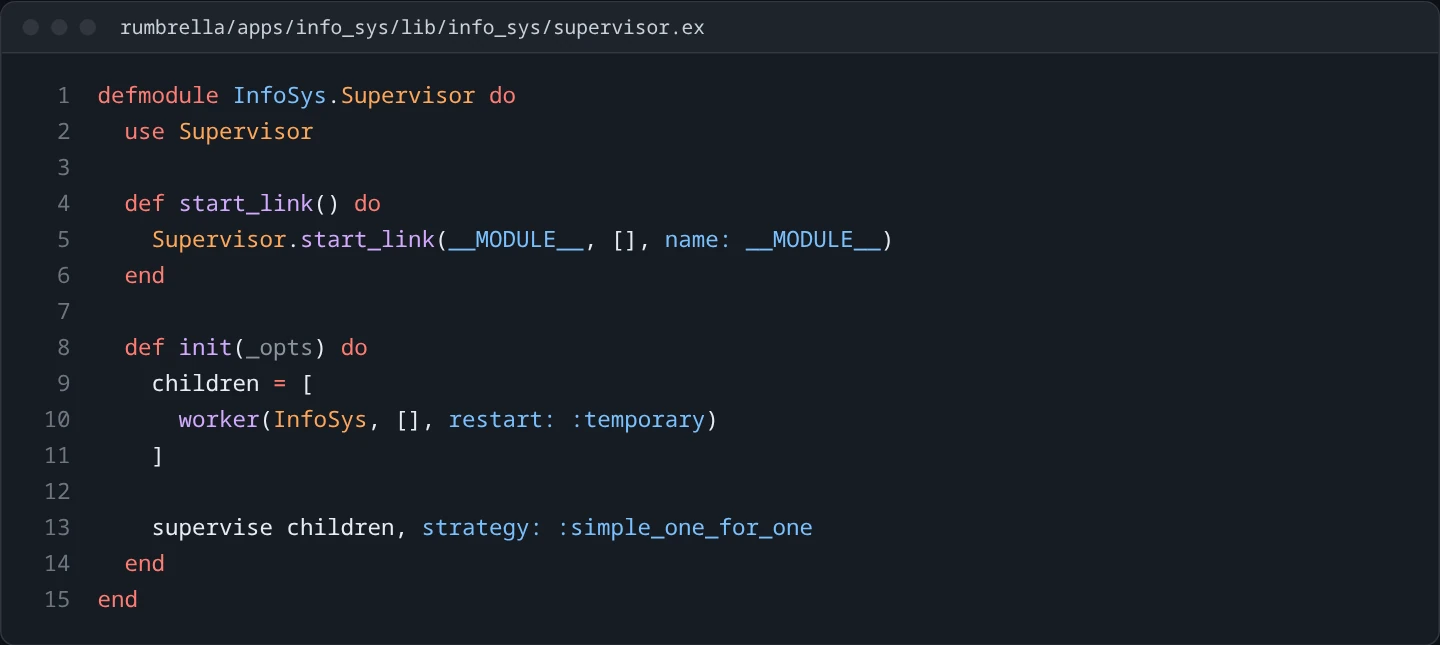 rumbrella/apps/info_sys/lib/info_sys/supervisor.ex
1 defmodule InfoSys.Supervisor do
2   use Supervisor
3
4   def start_link() do
5     Supervisor.start_link(__MODULE__, [], name: __MODULE__)
6   end
7
8   def init(_opts) do
9     children = [
10       worker(InfoSys, [], restart: :temporary)
11     ]
12
13     supervise children, strategy: :simple_one_for_one
14   end
15 end